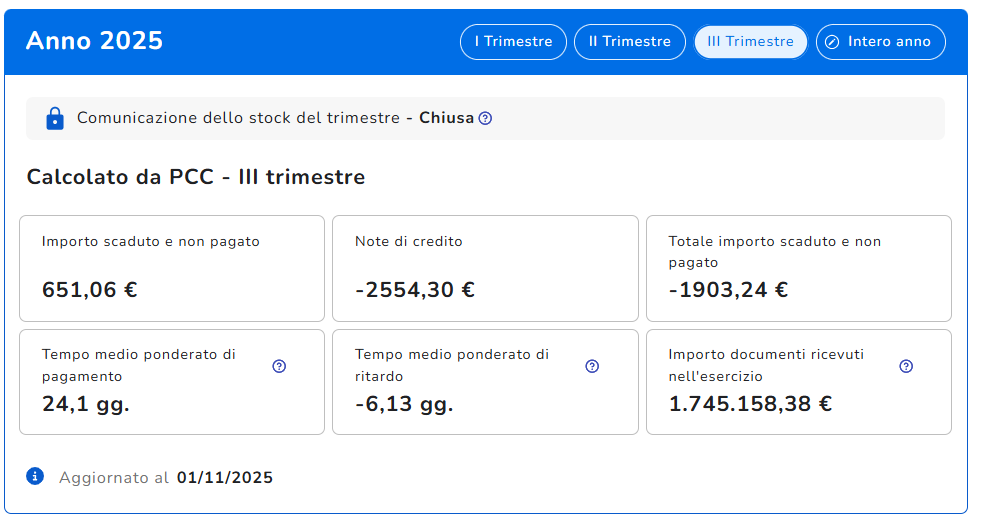 Anno 2025
I Trimestre
II Trimestre
III Trimestre
Intero anno
Comunicazione dello stock del trimestre - Chiusa
Calcolato da PCC - III trimestre
Importo scaduto e non pagato
651,06 €
Note di credito
-2554,30 €
Totale importo scaduto e non
pagato
-1903,24 €
Tempo medio ponderato di
pagamento
24,1 gg.
Tempo medio ponderato di
ritardo
-6,13 gg.
Importo documenti ricevuti
nell'esercizio
1.745.158,38 €
Aggiornato al 01/11/2025